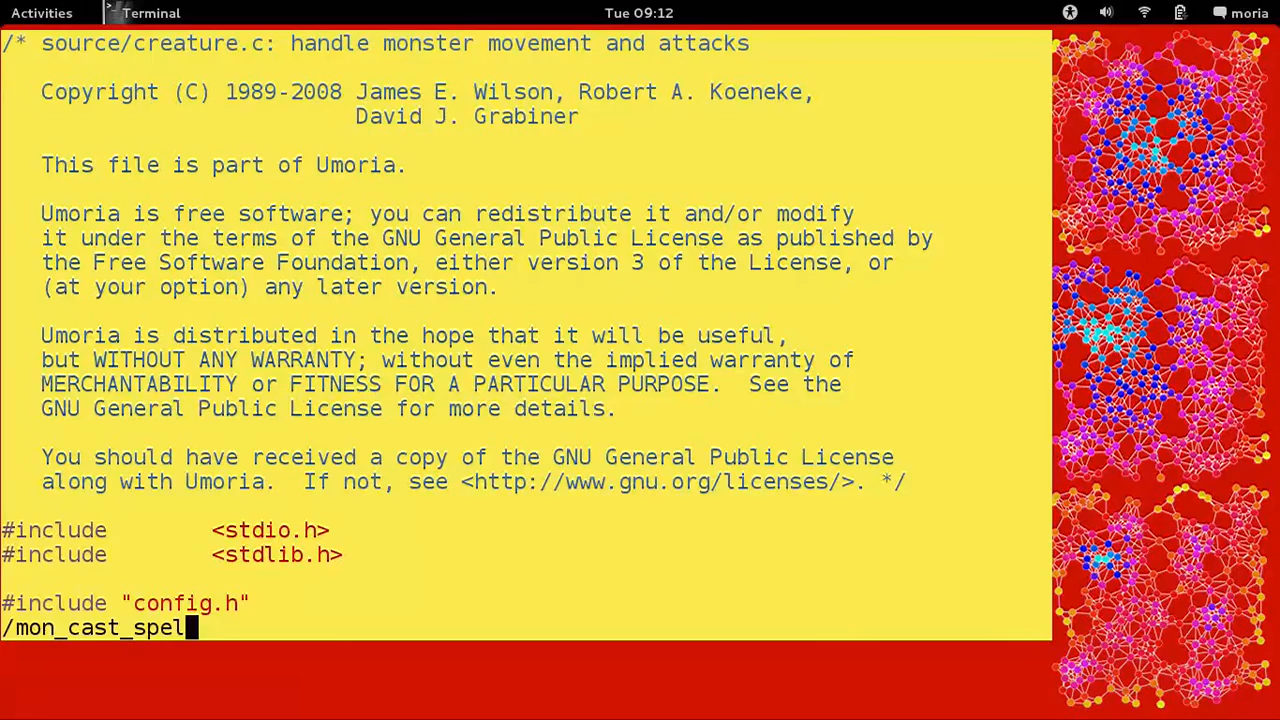 Activities Terminal Tue 09:12 moria
/* source/creature.c: handle monster movement and attacks
Copyright (C) 1989-2008 James E. Wilson, Robert A. Koeneke,
David J. Grabiner
This file is part of Umoria.
Umoria is free software; you can redistribute it and/or modify
it under the terms of the GNU General Public License as published by
the Free Software Foundation, either version 3 of the License, or
(at your option) any later version.
Umoria is distributed in the hope that it will be useful,
but WITHOUT ANY WARRANTY; without even the implied warranty of
MERCHANTABILITY or FITNESS FOR A PARTICULAR PURPOSE.  See the
GNU General Public License for more details.
You should have received a copy of the GNU General Public License
along with Umoria.  If not, see <http://www.gnu.org/licenses/>. */
#include        <stdio.h>
#include        <stdlib.h>
#include "config.h"
/mon_cast_spel